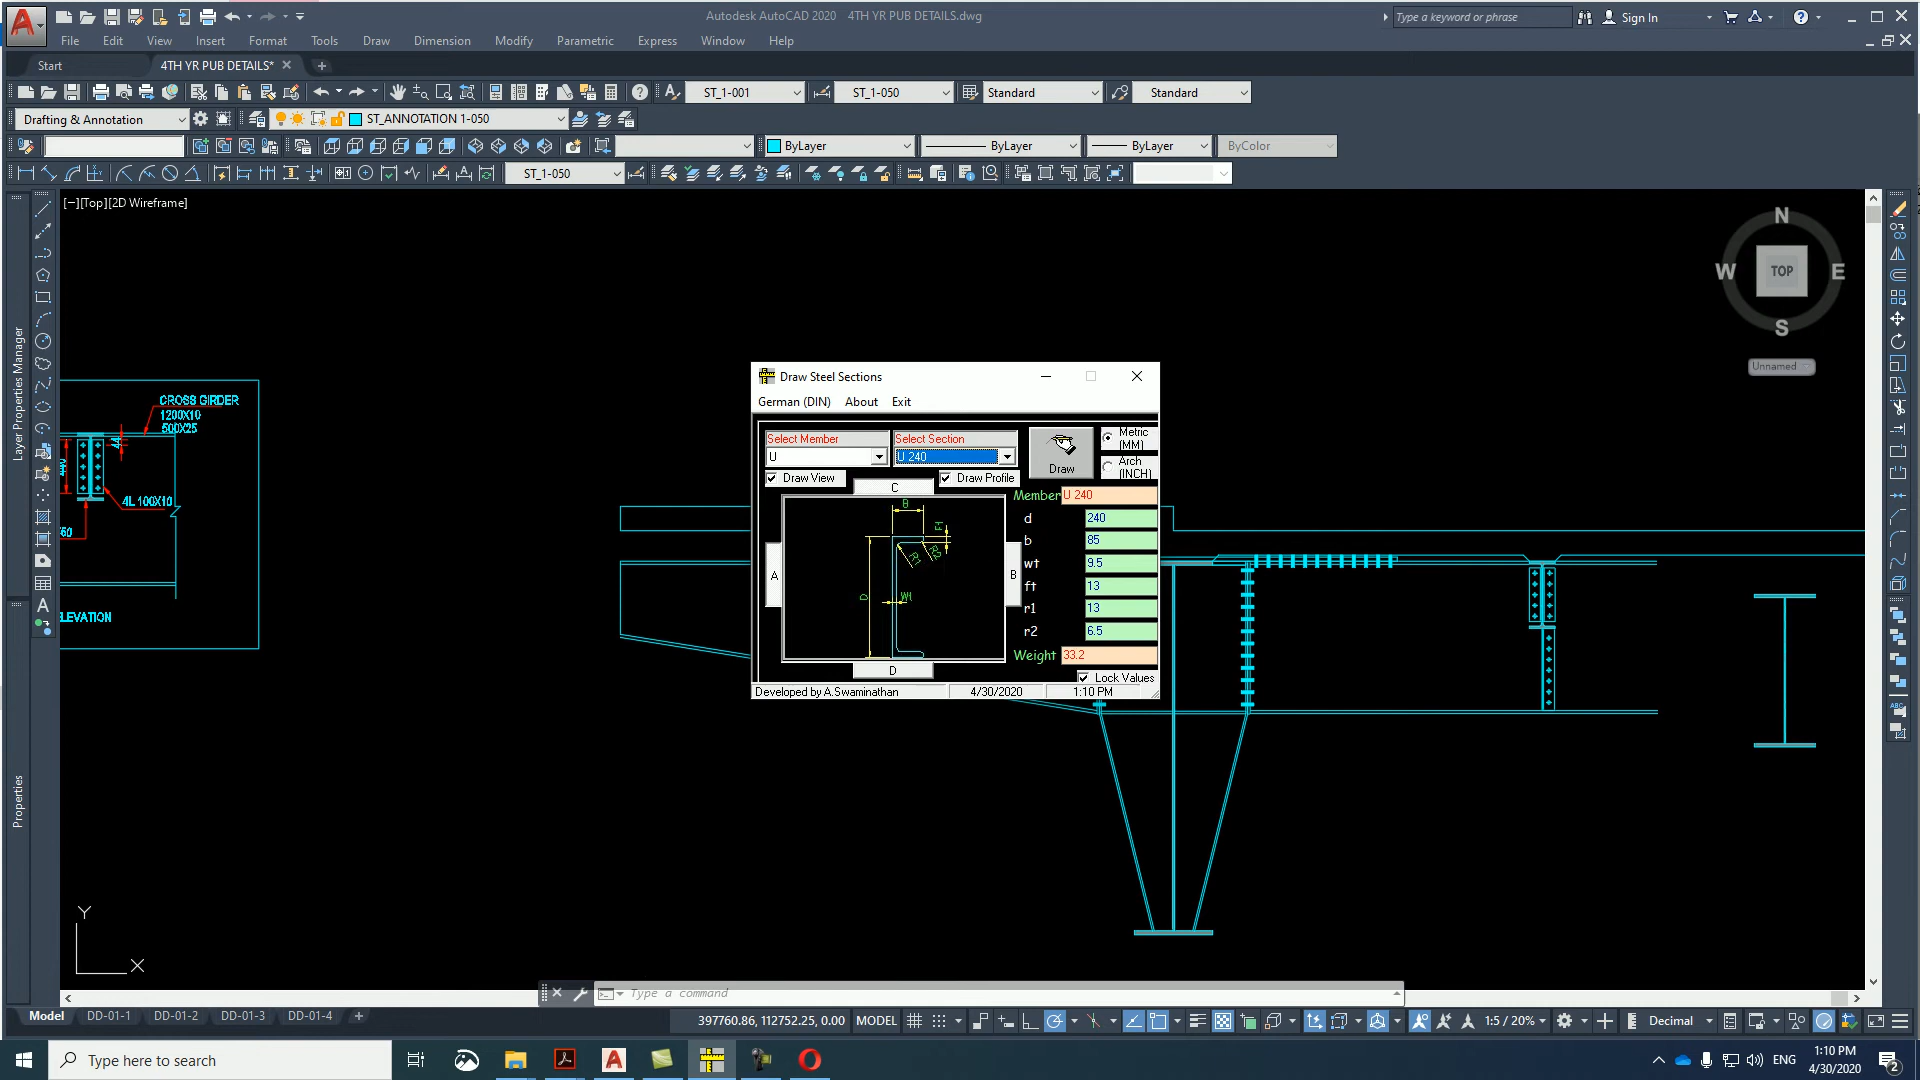 Autodesk AutoCAD 2020 4TH YR PUB DETAILS.dwg
Type a keyword or phrase
Sign In
File Edit View Insert Format Tools Draw Dimension Modify Parametric Express Window Help
Start
4TH YR PUB DETAILS*
ST_1-001
ST_1-050
Standard
Standard
Drafting & Annotation
ST_ANNOTATION 1-050
ByLayer
ByLayer
ByLayer
ByColor
ST_1-050
[−][Top][2D Wireframe]
N
W
TOP
E
S
Unnamed
Layer Properties Manager
Properties
CROSS GIRDER
1200X10
500X25
44
4L 100X10
Draw Steel Sections
German (DIN) About Exit
Select Member
U
Select Section
U 240
Draw
Metric (MM)
Arch (INCH)
Draw View
Draw Profile
C
A
B
D
B
D
Wt
R1
R2
Member U 240
d 240
b 85
wt 9.5
ft 13
r1 13
r2 6.5
Weight 33.2
Lock Values
Developed by A.Swaminathan 4/30/2020 1:10 PM
Y
X
Type a command
Model DD-01-1 DD-01-2 DD-01-3 DD-01-4
397760.86, 112752.25, 0.00 MODEL
1:5 / 20%
Decimal
Type here to search
ENG
1:10 PM
4/30/2020
2